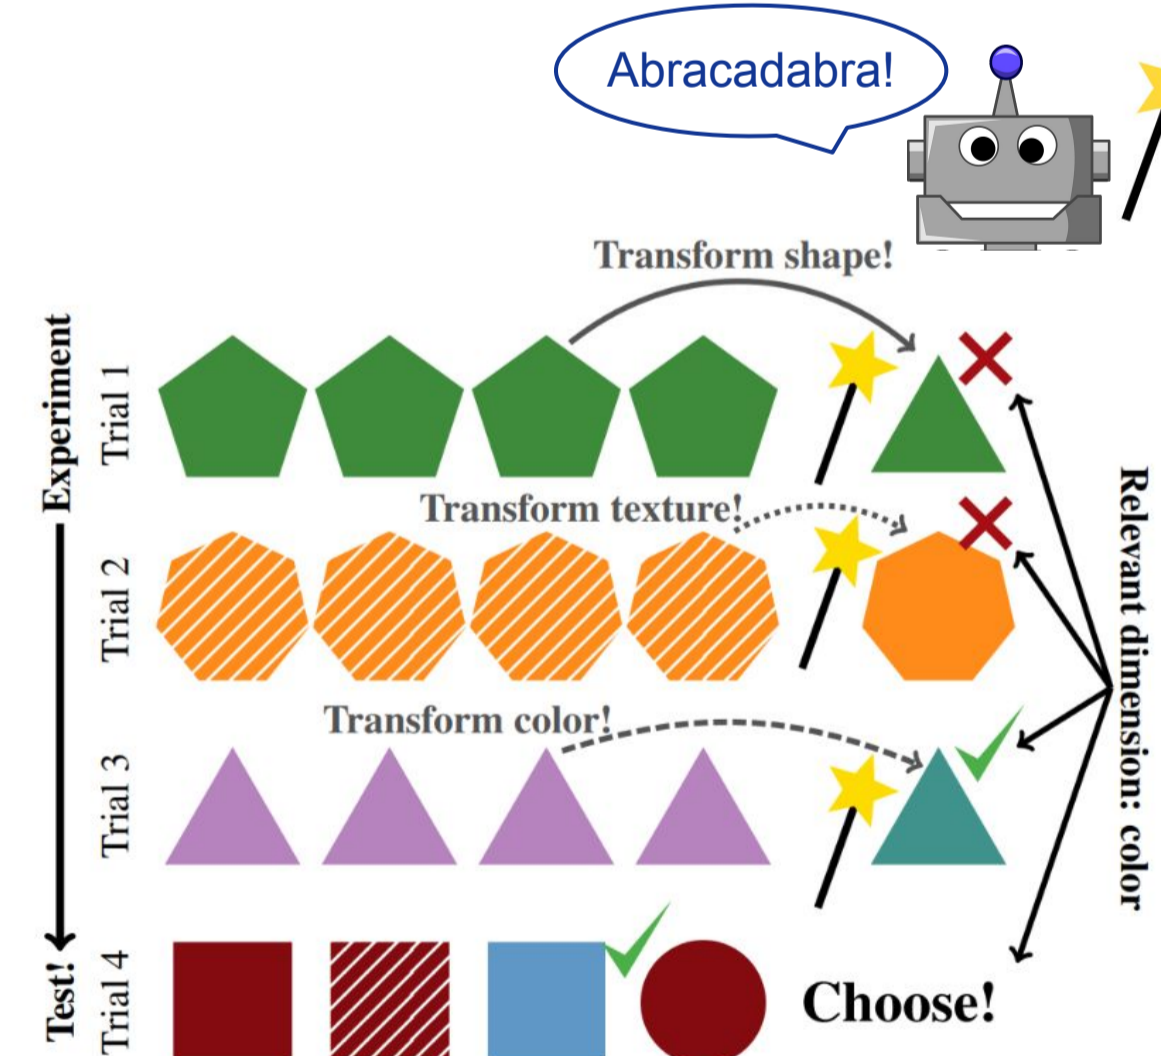 Abracadabra!
Transform shape!
Experiment
Trial 1
Transform texture!
Trial 2
Relevant dimension: color
Transform color!
Trial 3
Test!
Trial 4
Choose!